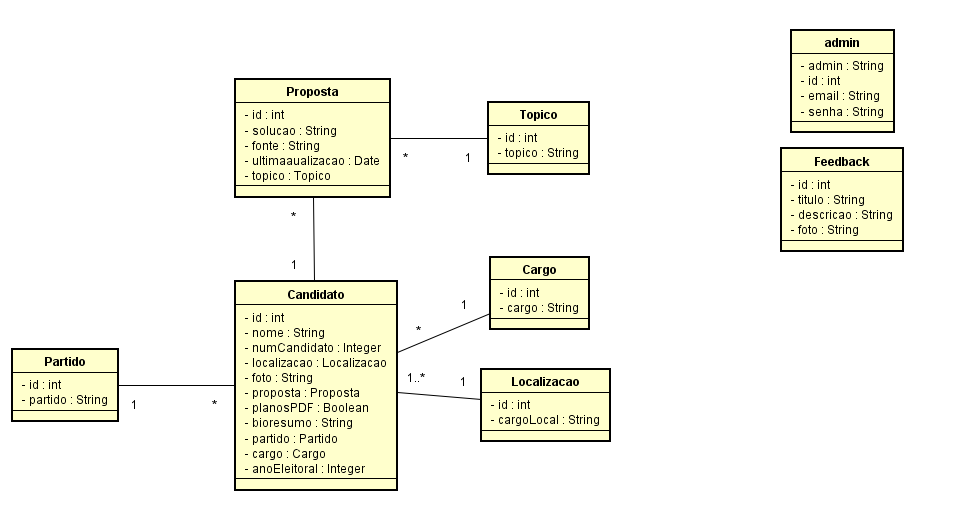 admin
- admin : String
- id : int
- email : String
- senha : String
Proposta
- id : int
- solucao : String
- fonte : String
- ultimaaualizacao : Date
- topico : Topico
Topico
- id : int
- topico : String
*
1
Feedback
- id : int
- titulo : String
- descricao : String
- foto : String
*
1
Candidato
- id : int
- nome : String
- numCandidato : Integer
- localizacao : Localizacao
- foto : String
- proposta : Proposta
- planosPDF : Boolean
- bioresumo : String
- partido : Partido
- cargo : Cargo
- anoEleitoral : Integer
Cargo
- id : int
- cargo : String
1
*
Partido
- id : int
- partido : String
1
*
1..*
1
Localizacao
- id : int
- cargoLocal : String